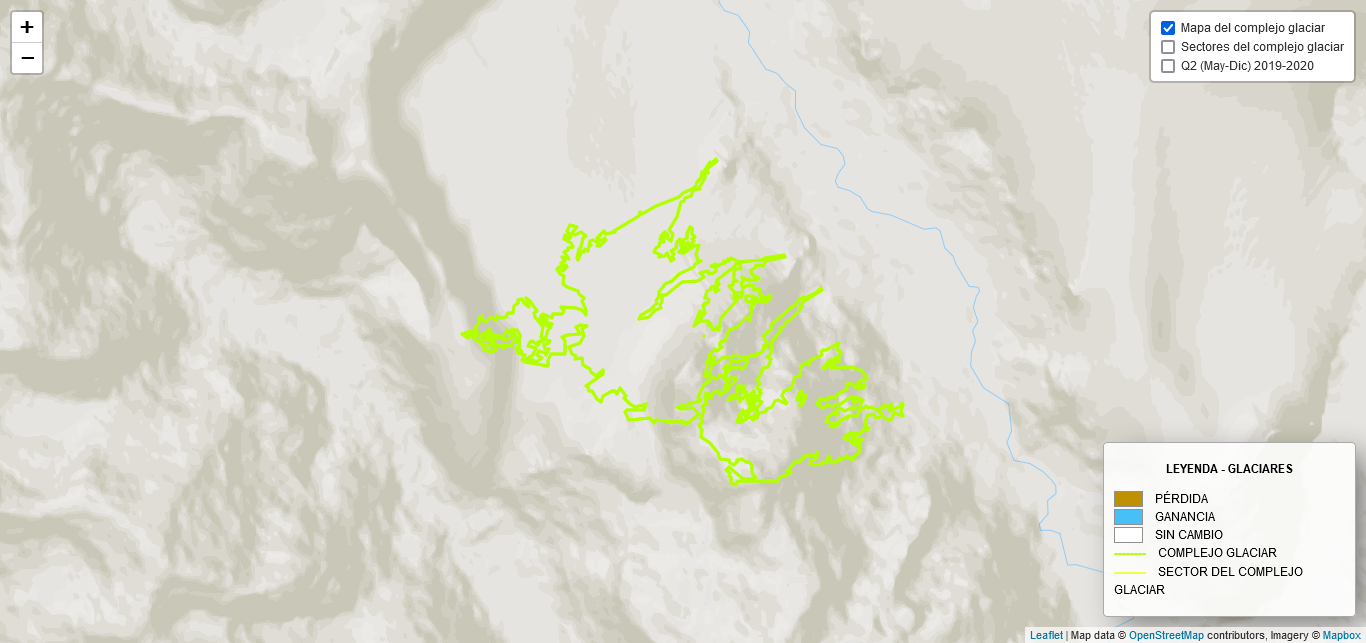 +
−
Mapa del complejo glaciar
Sectores del complejo glaciar
Q2 (May-Dic) 2019-2020
LEYENDA - GLACIARES
PÉRDIDA
GANANCIA
SIN CAMBIO
COMPLEJO GLACIAR
SECTOR DEL COMPLEJO
GLACIAR
Leaflet | Map data © OpenStreetMap contributors, Imagery © Mapbox